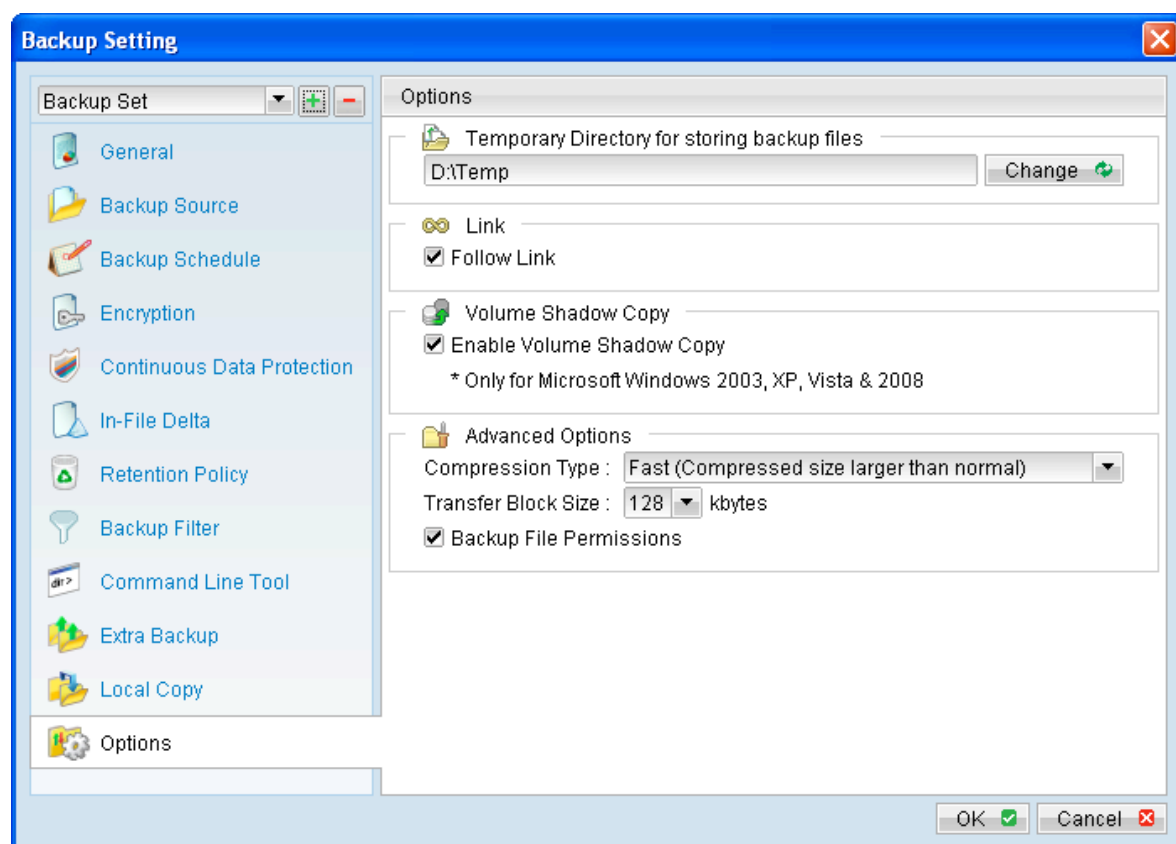 Backup Setting
Backup Set
General
Backup Source
Backup Schedule
Encryption
Continuous Data Protection
In-File Delta
Retention Policy
Backup Filter
dir>
Command Line Tool
Extra Backup
Local Copy
Options
Options
Temporary Directory for storing backup files
D:\Temp
Change
Link
Follow Link
Volume Shadow Copy
Enable Volume Shadow Copy
* Only for Microsoft Windows 2003, XP, Vista & 2008
Advanced Options
Compression Type : Fast (Compressed size larger than normal)
Transfer Block Size : 128 kbytes
Backup File Permissions
OK
Cancel